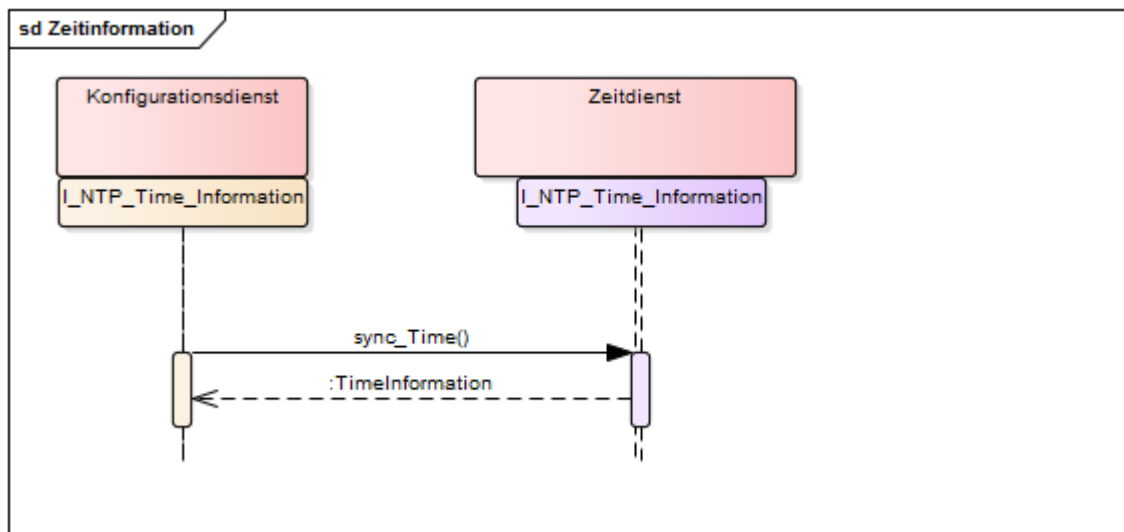 sd Zeitinformation
Konfigurationsdienst
Zeitdienst
I_NTP_Time_Information
I_NTP_Time_Information
sync_Time()
:TimeInformation